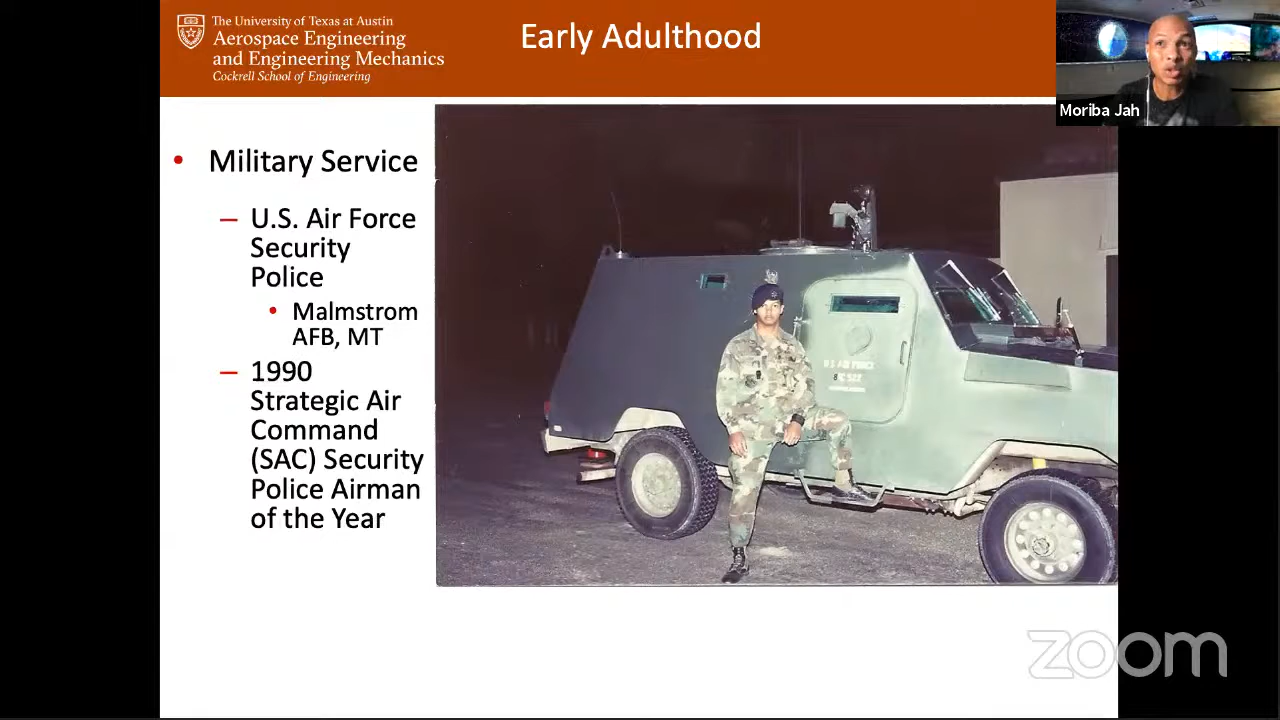 The University of Texas at Austin
Aerospace Engineering
and Engineering Mechanics
Cockrell School of Engineering
Early Adulthood
Moriba Jah
• Military Service
– U.S. Air Force
Security
Police
• Malmstrom
AFB, MT
– 1990
Strategic Air
Command
(SAC) Security
Police Airman
of the Year
U S AIR FORCE
zoom